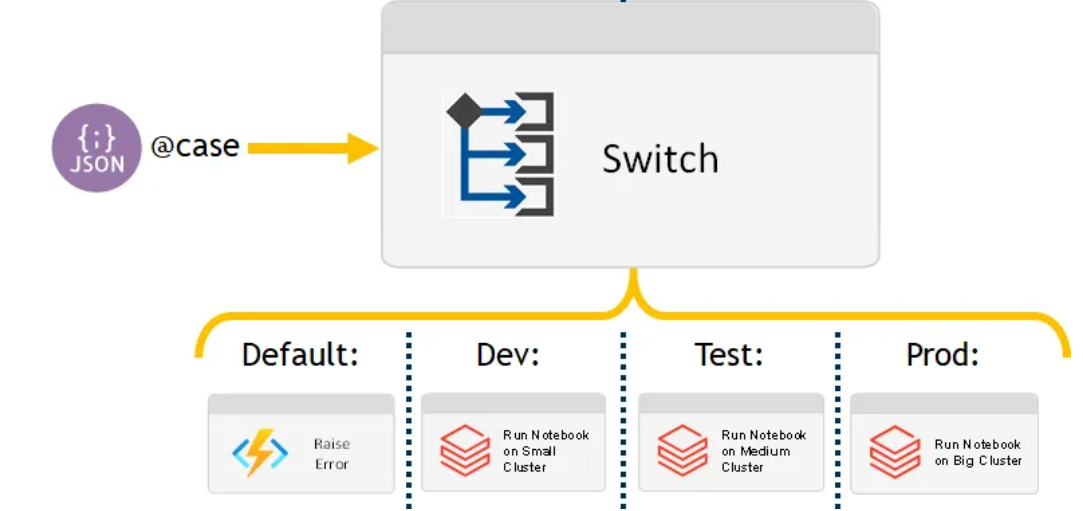 {;}
JSON
@case
Switch
Default:
Dev:
Test:
Prod:
Raise
Error
Run Notebook
on Small
Cluster
Run Notebook
on Medium
Cluster
Run Notebook
on Big Cluster